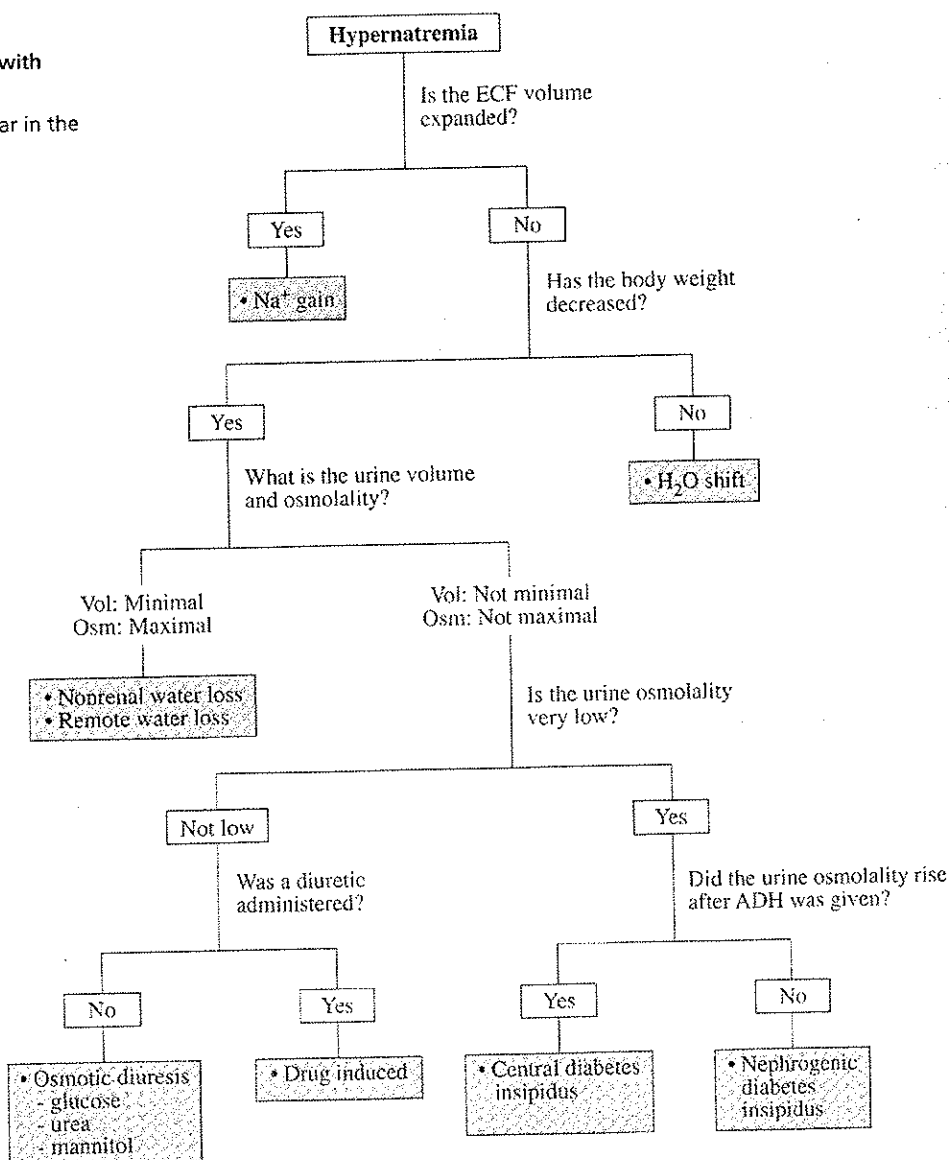 with
ar in the
Hypernatremia
Is the ECF volume
expanded?
Yes
No
• Na⁺ gain
Has the body weight
decreased?
Yes
No
What is the urine volume
and osmolality?
• H₂O shift
Vol: Minimal
Osm: Maximal
Vol: Not minimal
Osm: Not maximal
• Nonrenal water loss
• Remote water loss
Is the urine osmolality
very low?
Not low
Yes
Was a diuretic
administered?
Did the urine osmolality rise
after ADH was given?
No
Yes
Yes
No
• Osmotic diuresis
- glucose
- urea
- mannitol
• Drug induced
• Central diabetes
insipidus
• Nephrogenic
diabetes
insipidus